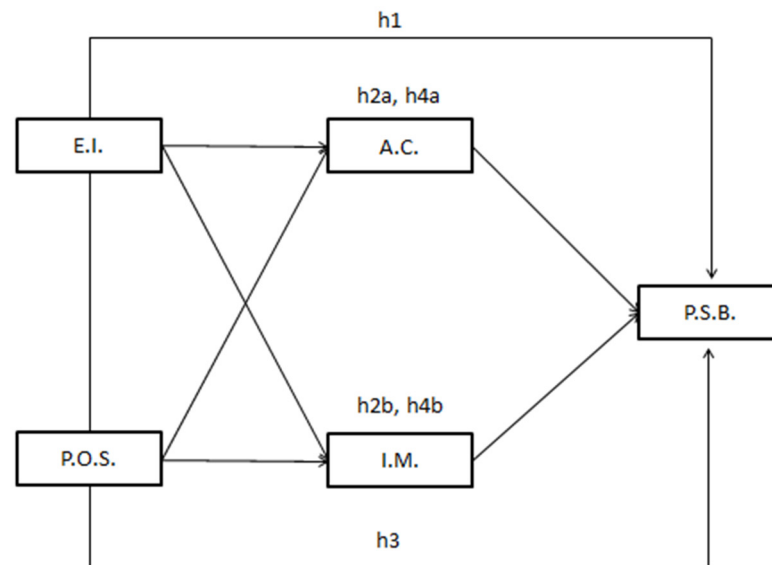 h1
h2a, h4a
E.I.
A.C.
P.S.B.
h2b, h4b
P.O.S.
I.M.
h3